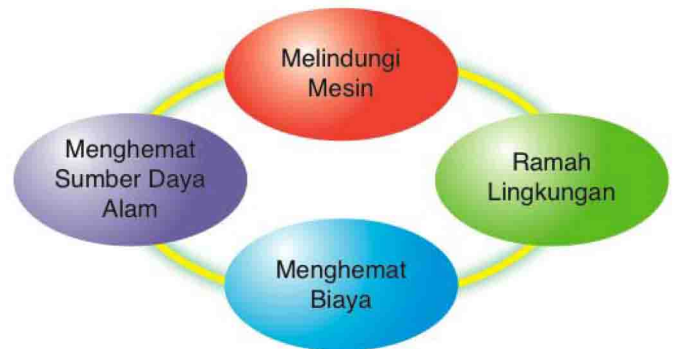 Melindungi
Mesin
Menghemat
Sumber Daya
Alam
Ramah
Lingkungan
Menghemat
Biaya